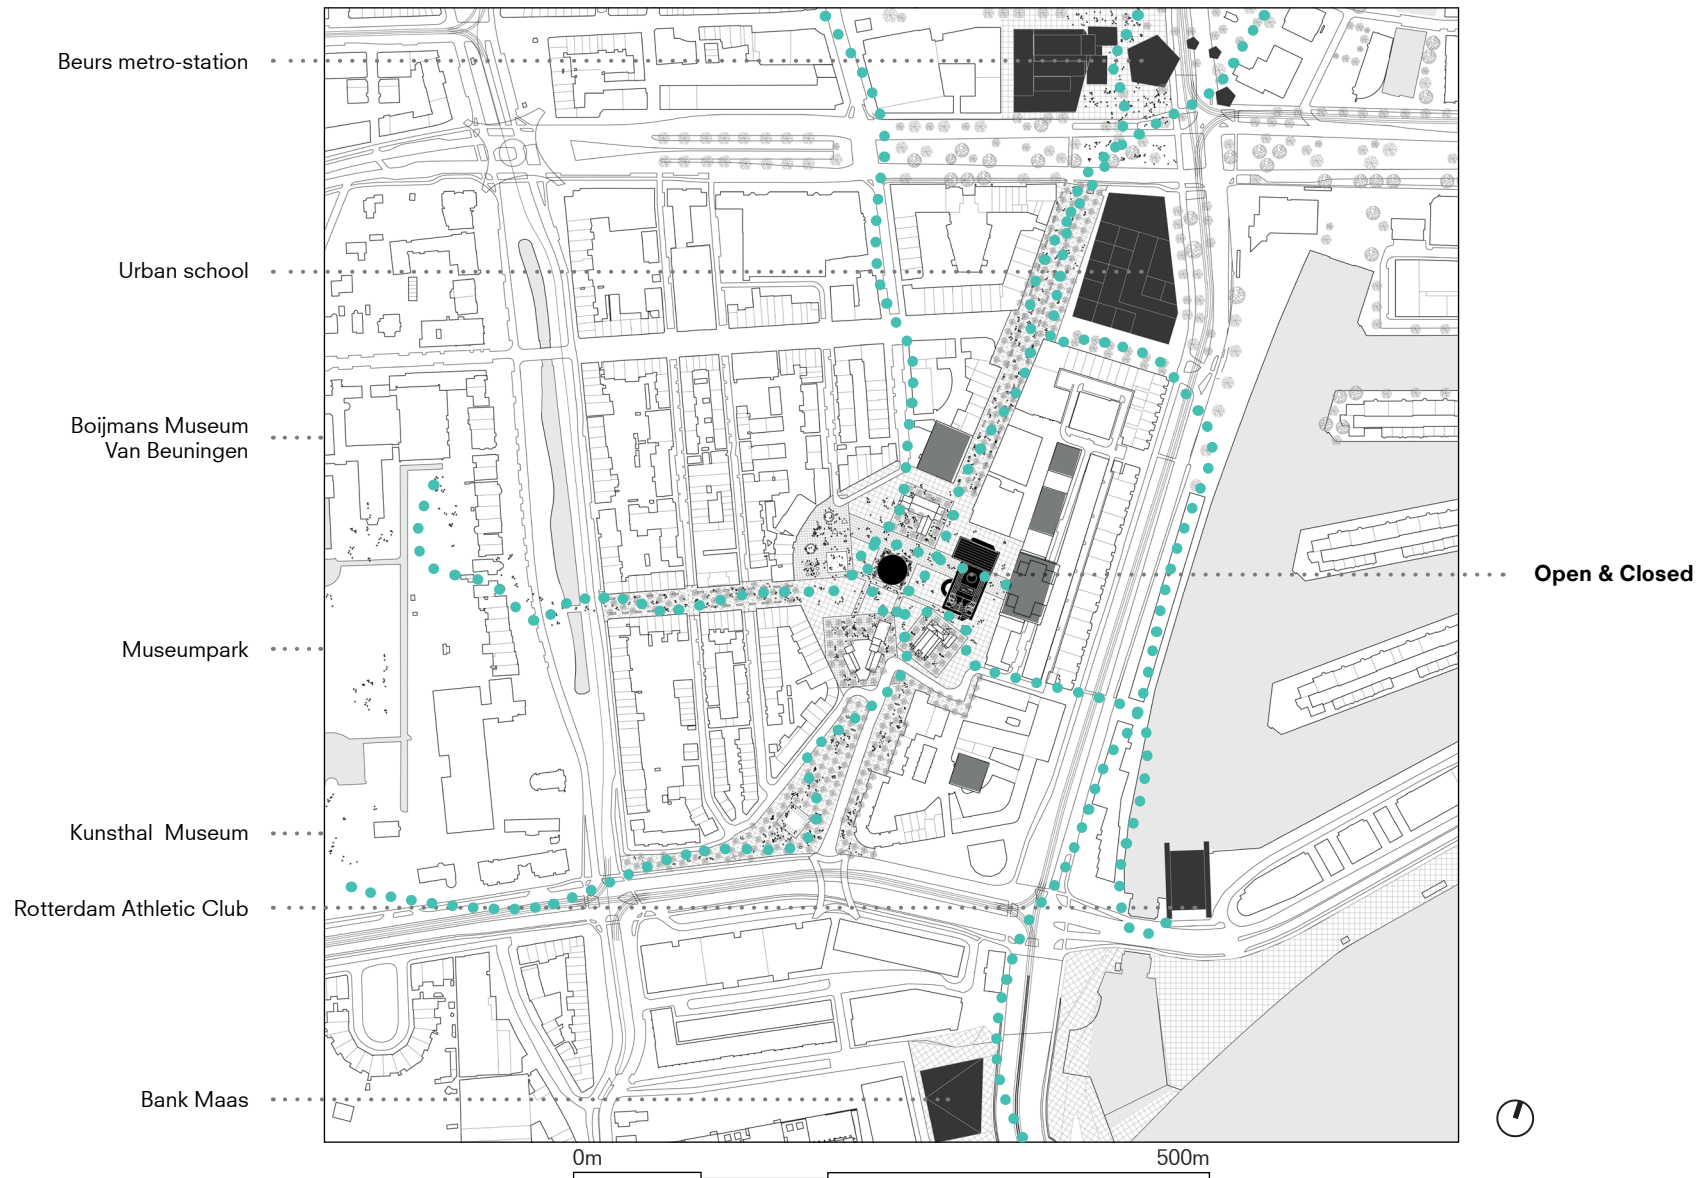 Beurs metro-station
Urban school
Boijmans Museum
Van Beuningen
Open & Closed
Museumpark
Kunsthal Museum
Rotterdam Athletic Club
Bank Maas
0m
500m